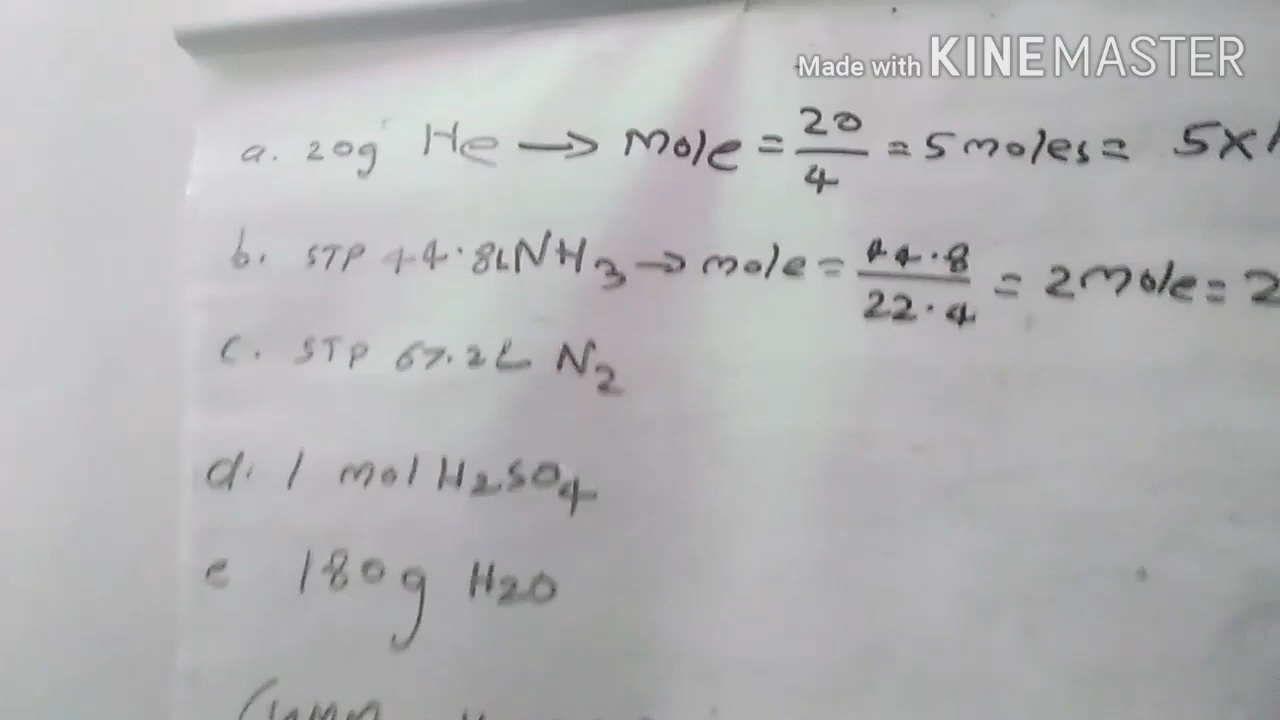 Made with KINEMASTER
a. 20g He → Mole = 20/4 = 5 moles = 5x
b. STP 44.8L NH3 → mole = 44.8/22.4 = 2 mole = 2
c. STP 67.2L N2
d. 1 mol H2SO4
e 180g H2O